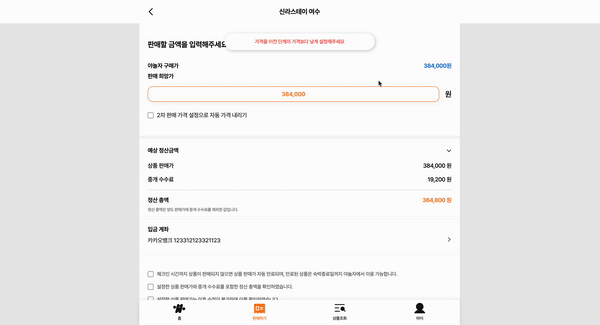 신라스테이 여수
판매할 금액을 입력해주세요
가격을 이전 단계의 가격보다 낮게 설정해주세요
야놀자 구매가 384,000원
판매 희망가
384,000 원
2차 판매 가격 설정으로 자동 가격 내리기
예상 정산금액
상품 판매가 384,000 원
중개 수수료 19,200 원
정산 총액 364,800 원
정산 총액은 양도 판매가에 중개 수수료를 제외한 값입니다.
입금 계좌
카카오뱅크 123312123321123
체크인 시간까지 상품이 판매되지 않으면 상품 판매가 자동 만료되며, 만료된 상품은 숙박종료일까지 야놀자에서 이용 가능합니다.
설정한 상품 판매가와 중개 수수료를 포함한 정산 총액을 확인하였습니다.
홈 판매하기 상품조회 마이